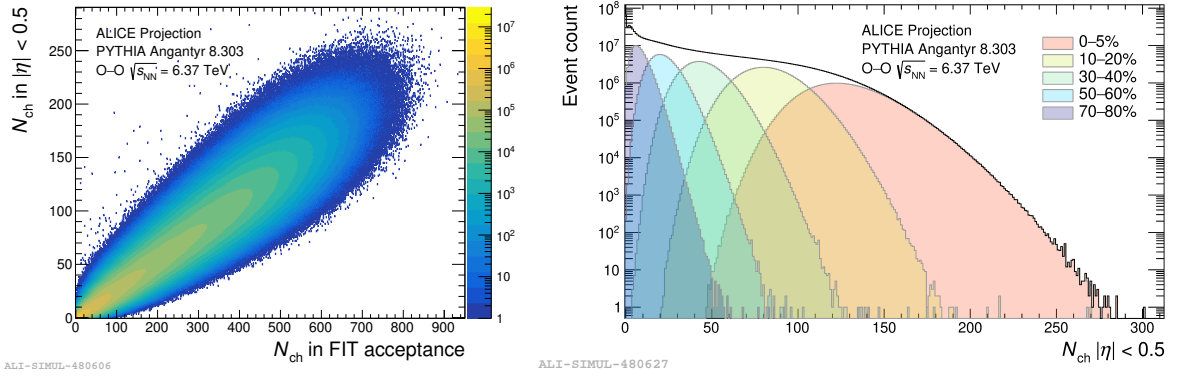 N_ch in |η| < 0.5
250
200
150
100
50
0
ALICE Projection
PYTHIA Angantyr 8.303
O–O √s_NN = 6.37 TeV
0 100 200 300 400 500 600 700 800 900
N_ch in FIT acceptance
10^7
10^6
10^5
10^4
10^3
10^2
10
1
ALI-SIMUL-480606
Event count
10^8
10^7
10^6
10^5
10^4
10^3
10^2
10
1
ALICE Projection
PYTHIA Angantyr 8.303
O–O √s_NN = 6.37 TeV
0–5%
10–20%
30–40%
50–60%
70–80%
0 50 100 150 200 250 300
N_ch |η| < 0.5
ALI-SIMUL-480627